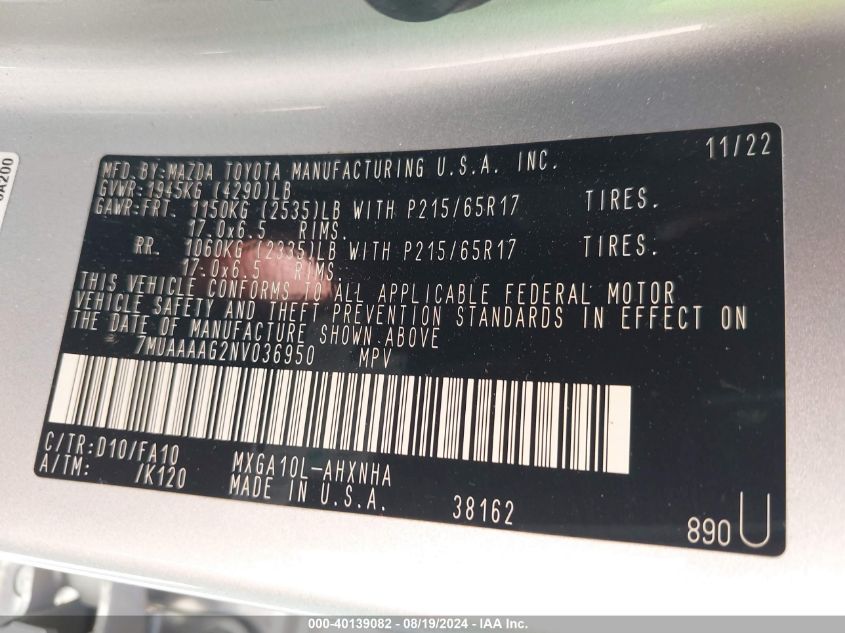 0A200
MFD.BY:MAZDA TOYOTA MANUFACTURING U.S.A. INC. 11/22
GVWR:1945KG (4290)LB
GAWR:FRT. 1150KG (2535)LB WITH P215/65R17 TIRES.
17.0x6.5 RIMS.
RR. 1060KG (2335)LB WITH P215/65R17 TIRES.
17.0x6.5 RIMS.
THIS VEHICLE CONFORMS TO ALL APPLICABLE FEDERAL MOTOR
VEHICLE SAFETY AND THEFT PREVENTION STANDARDS IN EFFECT ON
THE DATE OF MANUFACTURE SHOWN ABOVE
7MUAAAAG2NV036950 MPV
C/TR:D10/FA10 MXGA10L-AHXNHA
A/TM: /K120 MADE IN U.S.A. 38162
890 U
000-40139082 - 08/19/2024 - IAA Inc.